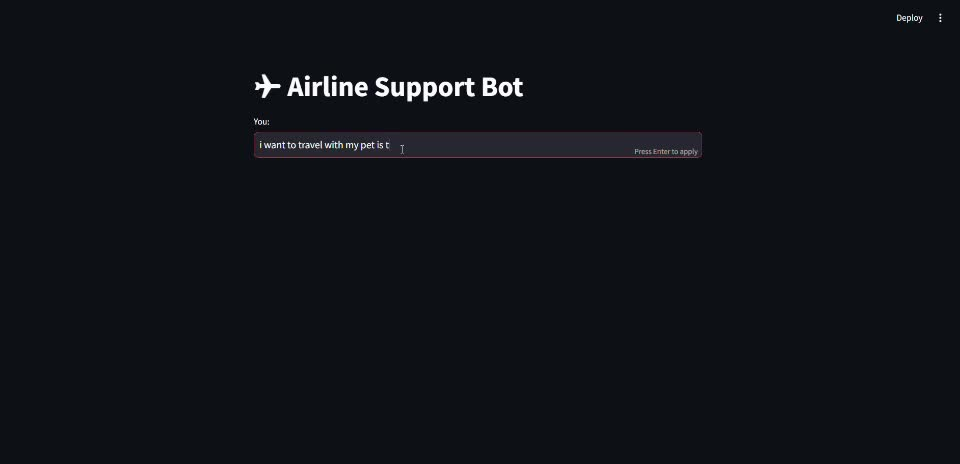 Deploy
✈ Airline Support Bot
You:
i want to travel with my pet is t
Press Enter to apply